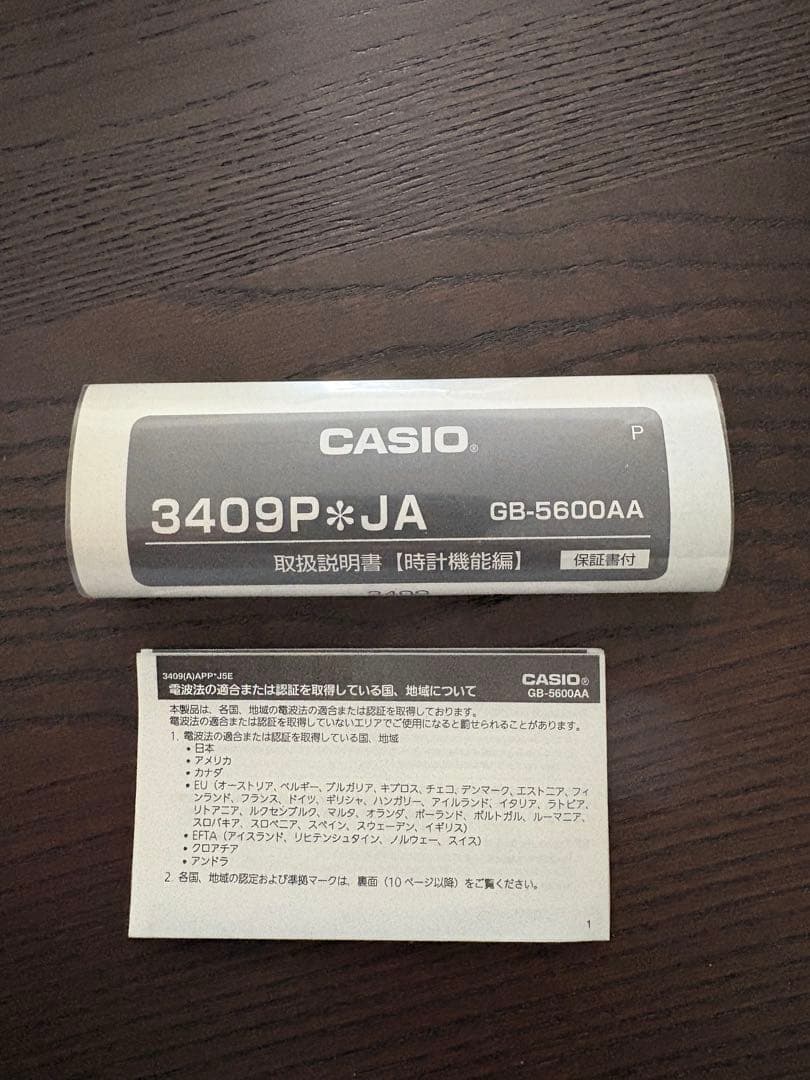 CASIO®
P
3409P*JA
GB-5600AA
取扱説明書【時計機能編】
保証書付
3409(A)APP*J5E
電波法の適合または認証を取得している国、地域について
CASIO®
GB-5600AA
本製品は、各国、地域の電波法の適合または認証を取得しております。
電波法の適合または認証を取得していないエリアでご使用になると罰せられることがあります。
1. 電波法の適合または認証を取得している国、地域
• 日本
• アメリカ
• カナダ
• EU（オーストリア、ベルギー、ブルガリア、キプロス、チェコ、デンマーク、エストニア、フィ
ンランド、フランス、ドイツ、ギリシャ、ハンガリー、アイルランド、イタリア、ラトビア、
リトアニア、ルクセンブルク、マルタ、オランダ、ポーランド、ポルトガル、ルーマニア、
スロバキア、スロベニア、スペイン、スウェーデン、イギリス）
• EFTA（アイスランド、リヒテンシュタイン、ノルウェー、スイス）
• クロアチア
• アンドラ
2. 各国、地域の認定および準拠マークは、裏面（10 ページ以降）をご覧ください。
1